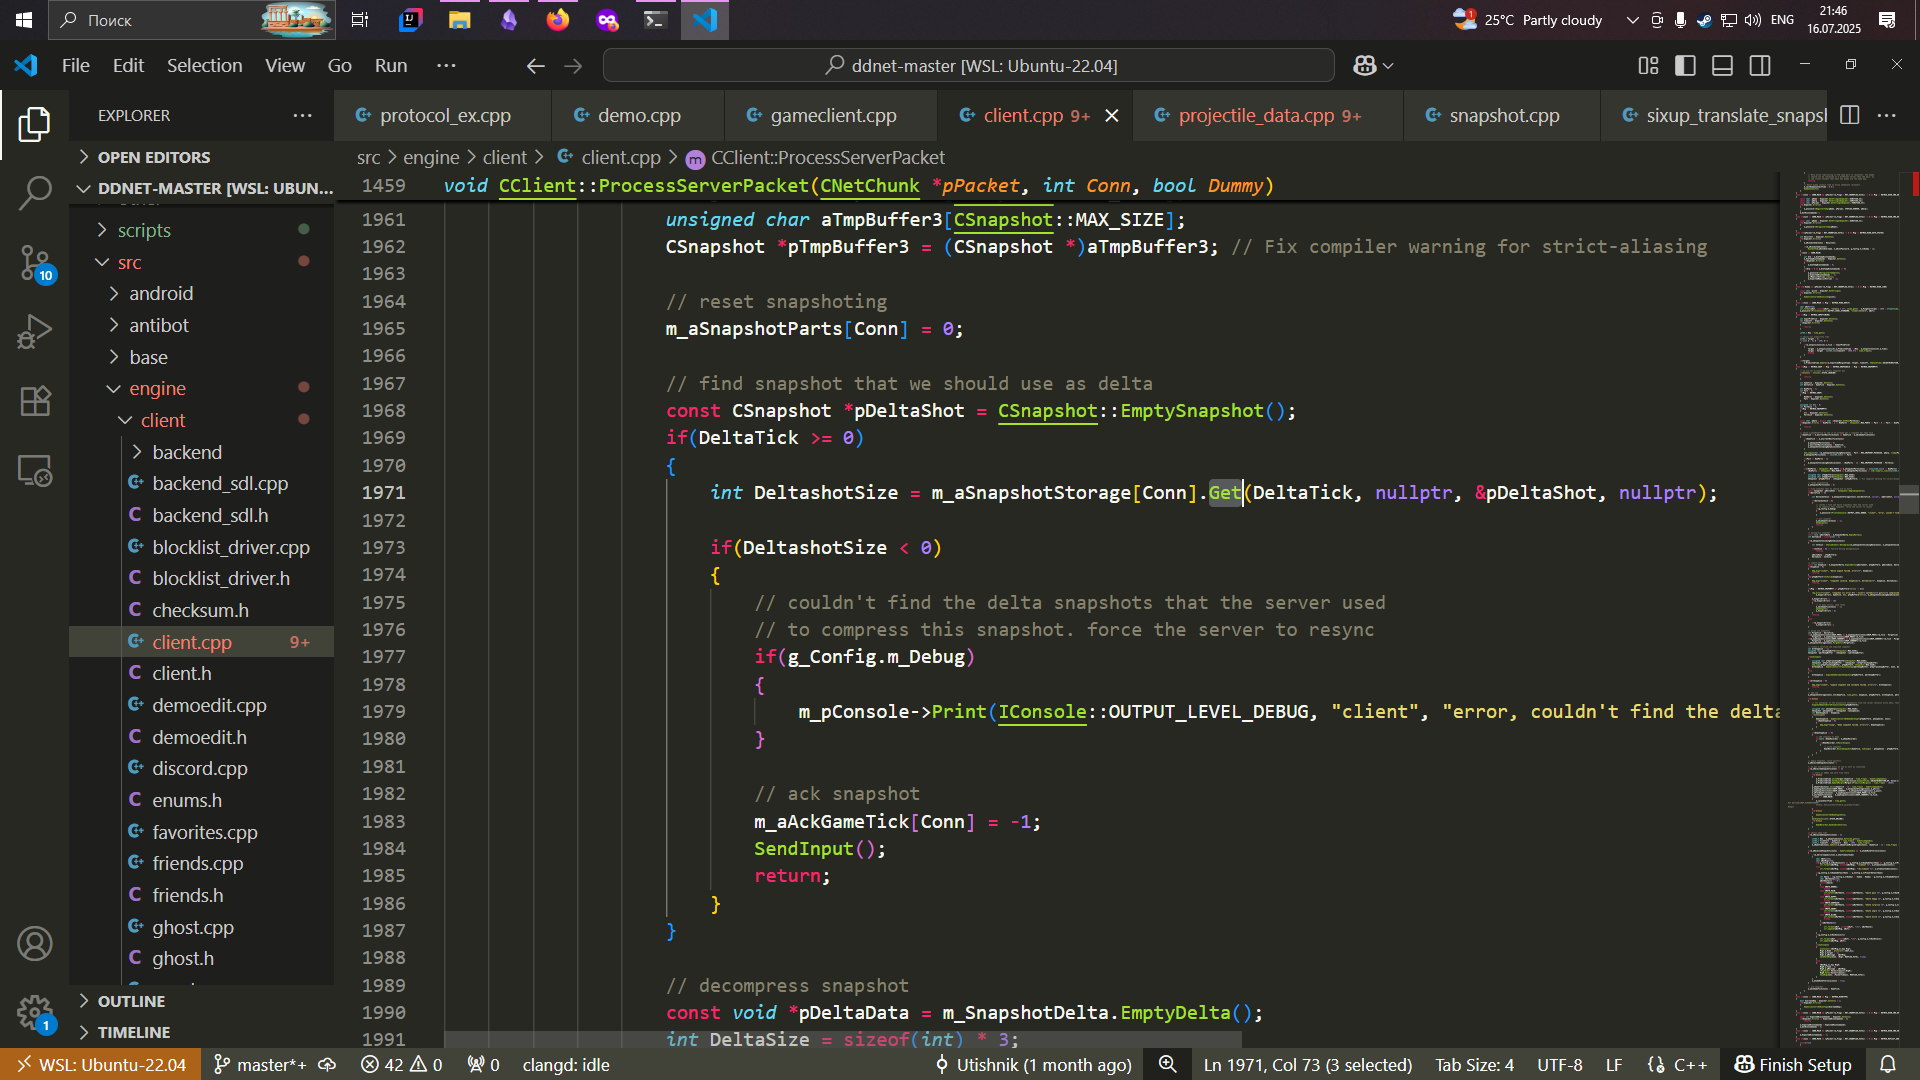 Поиск
25°C Partly cloudy
ENG
21:46
16.07.2025
File Edit Selection View Go Run ...
ddnet-master [WSL: Ubuntu-22.04]
EXPLORER
protocol_ex.cpp
demo.cpp
gameclient.cpp
client.cpp 9+
projectile_data.cpp 9+
snapshot.cpp
sixup_translate_snaps
OPEN EDITORS
DDNET-MASTER [WSL: UBUN...
src > engine > client > client.cpp > CClient::ProcessServerPacket
scripts
src
android
antibot
base
engine
client
backend
backend_sdl.cpp
backend_sdl.h
blocklist_driver.cpp
blocklist_driver.h
checksum.h
client.cpp 9+
client.h
demoedit.cpp
demoedit.h
discord.cpp
enums.h
favorites.cpp
friends.cpp
friends.h
ghost.cpp
ghost.h
OUTLINE
TIMELINE
10
1
1459 void CClient::ProcessServerPacket(CNetChunk *pPacket, int Conn, bool Dummy)
1961 unsigned char aTmpBuffer3[CSnapshot::MAX_SIZE];
1962 CSnapshot *pTmpBuffer3 = (CSnapshot *)aTmpBuffer3; // Fix compiler warning for strict-aliasing
1963
1964 // reset snapshoting
1965 m_aSnapshotParts[Conn] = 0;
1966
1967 // find snapshot that we should use as delta
1968 const CSnapshot *pDeltaShot = CSnapshot::EmptySnapshot();
1969 if(DeltaTick >= 0)
1970 {
1971 int DeltashotSize = m_aSnapshotStorage[Conn].Get(DeltaTick, nullptr, &pDeltaShot, nullptr);
1972
1973 if(DeltashotSize < 0)
1974 {
1975 // couldn't find the delta snapshots that the server used
1976 // to compress this snapshot. force the server to resync
1977 if(g_Config.m_Debug)
1978 {
1979 m_pConsole->Print(IConsole::OUTPUT_LEVEL_DEBUG, "client", "error, couldn't find the delta
1980 }
1981
1982 // ack snapshot
1983 m_aAckGameTick[Conn] = -1;
1984 SendInput();
1985 return;
1986 }
1987 }
1988
1989 // decompress snapshot
1990 const void *pDeltaData = m_SnapshotDelta.EmptyDelta();
1991 int DeltaSize = sizeof(int) * 3;
WSL: Ubuntu-22.04
master*+
42 0
0
clangd: idle
Utishnik (1 month ago)
Ln 1971, Col 73 (3 selected)
Tab Size: 4
UTF-8
LF
{} C++
Finish Setup